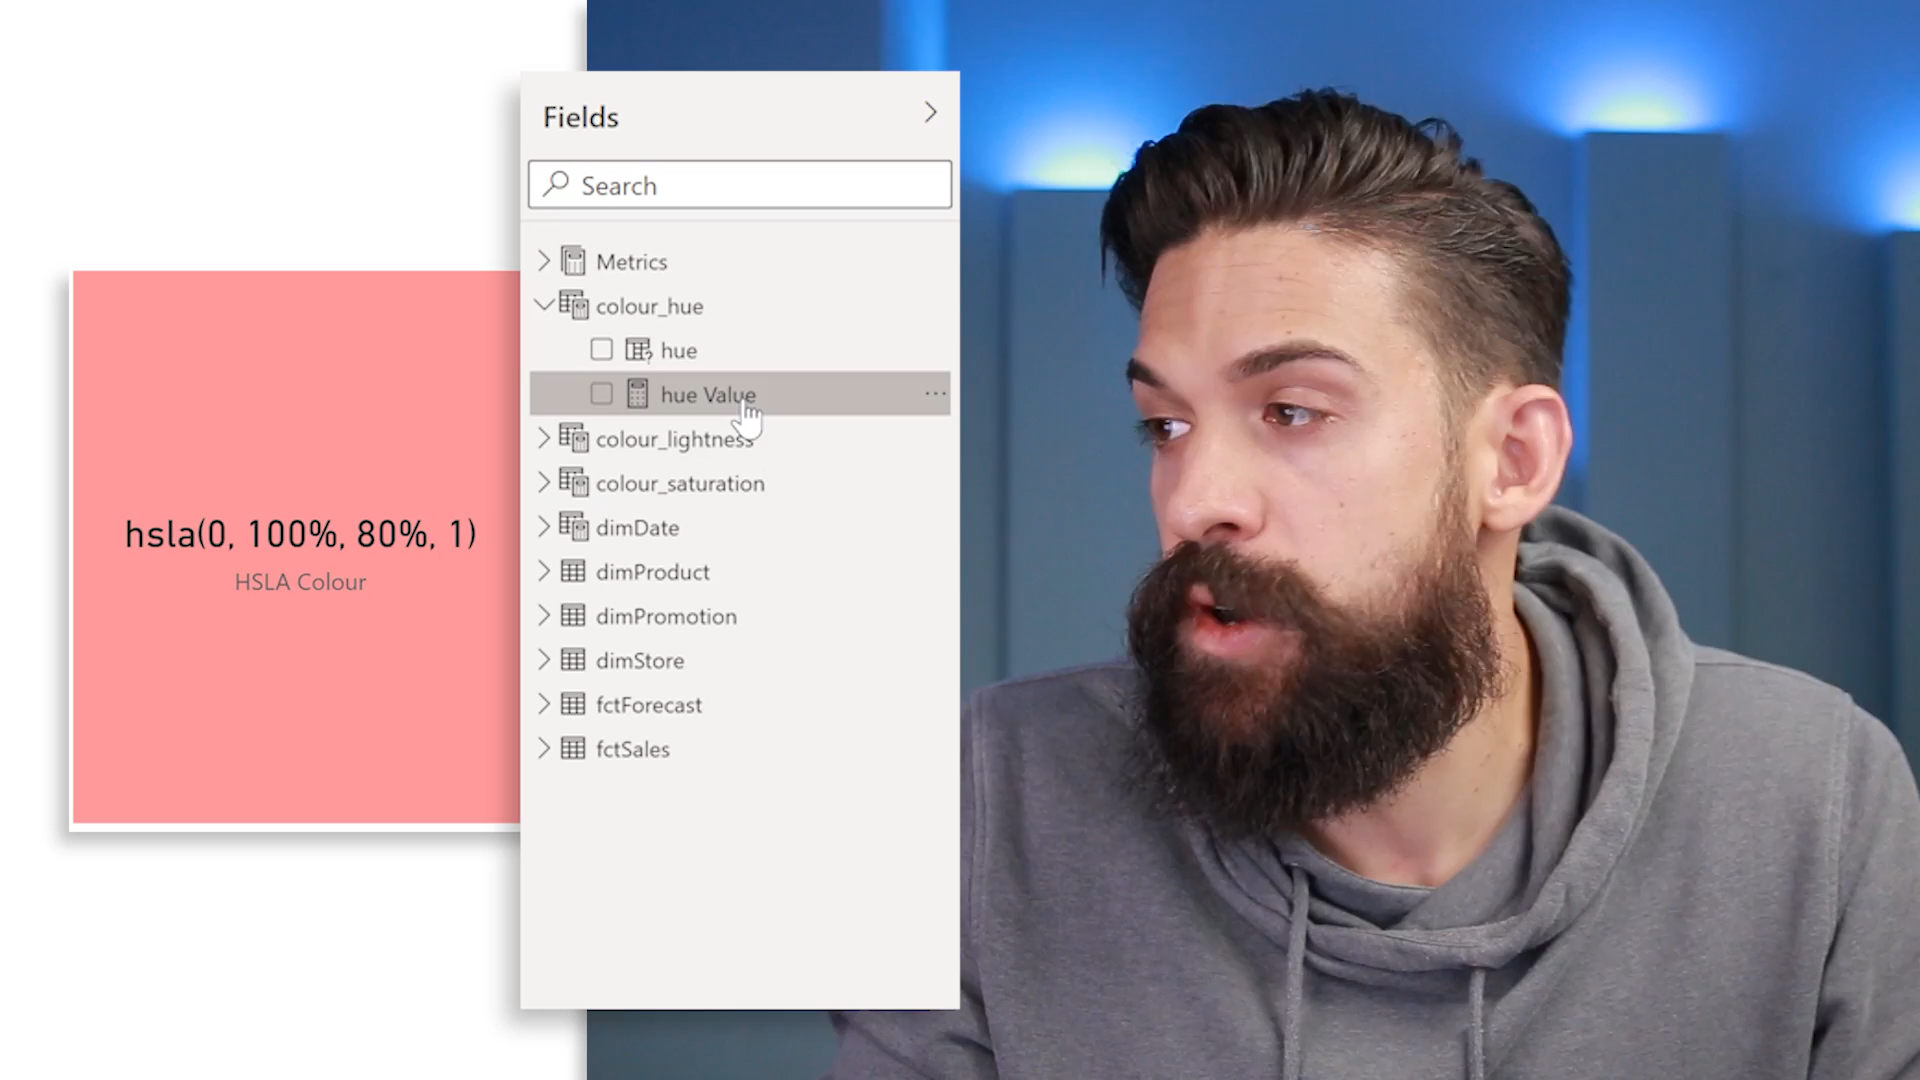 hsla(0, 100%, 80%, 1)
HSLA Colour
Fields
Search
Metrics
colour_hue
hue
hue Value
colour_lightness
colour_saturation
dimDate
dimProduct
dimPromotion
dimStore
fctForecast
fctSales